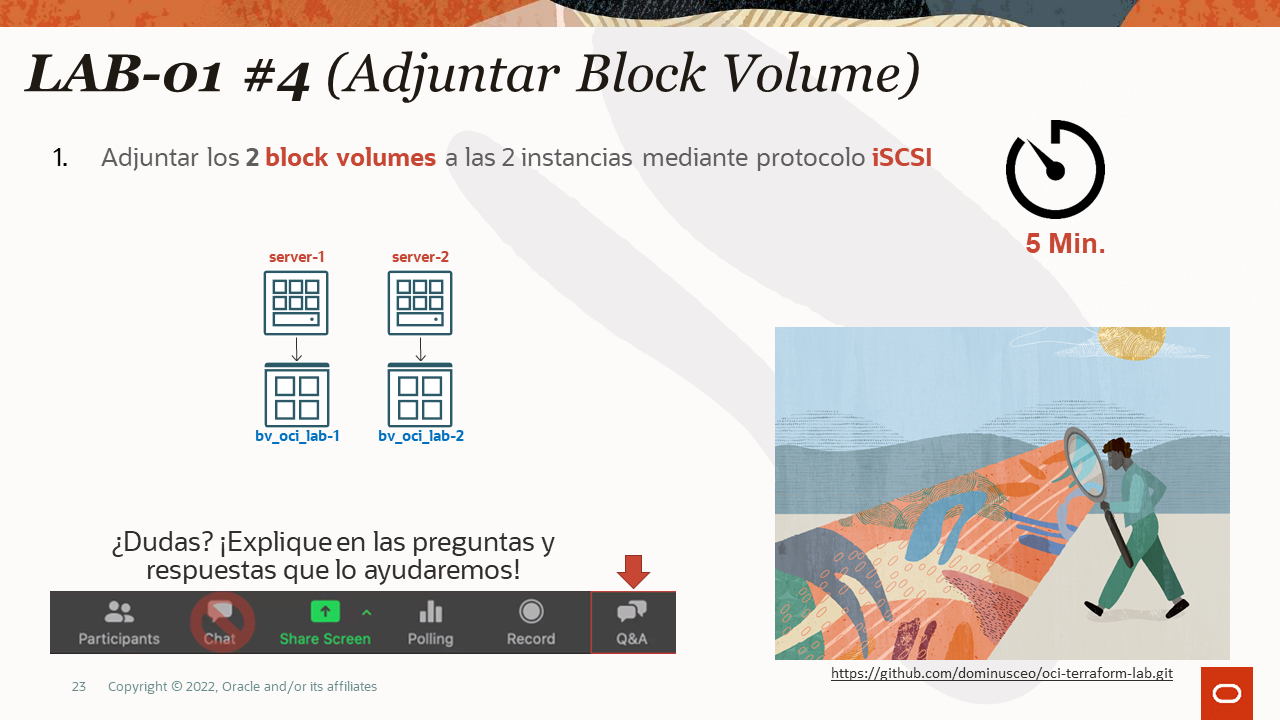 LAB-01 #4 (Adjuntar Block Volume)
1. Adjuntar los 2 block volumes a las 2 instancias mediante protocolo iSCSI
5 Min.
server-1 server-2
bv_oci_lab-1 bv_oci_lab-2
¿Dudas? ¡Explique en las preguntas y
respuestas que lo ayudaremos!
Participants Chat Share Screen Polling Record Q&A
https://github.com/dominusceo/oci-terraform-lab.git
23 Copyright © 2022, Oracle and/or its affiliates